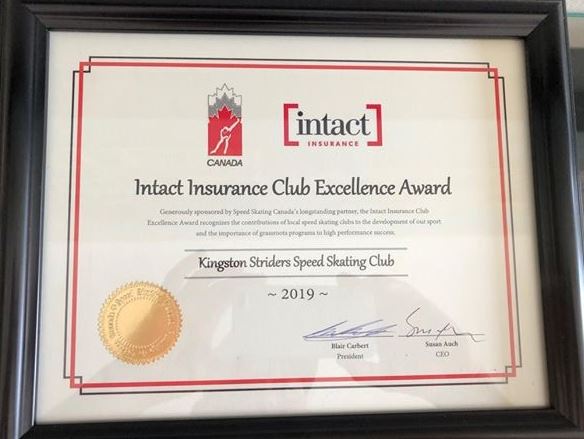 CANADA
intact
INSURANCE
Intact Insurance Club Excellence Award
Generously sponsored by Speed Skating Canada's longstanding partner, the Intact Insurance Club
Excellence Award recognizes the contributions of local speed skating clubs to the development of our sport
and the importance of grassroots programs to high performance success.
Kingston Striders Speed Skating Club
~ 2019 ~
Blair Carbert
President
Susan Auch
CEO